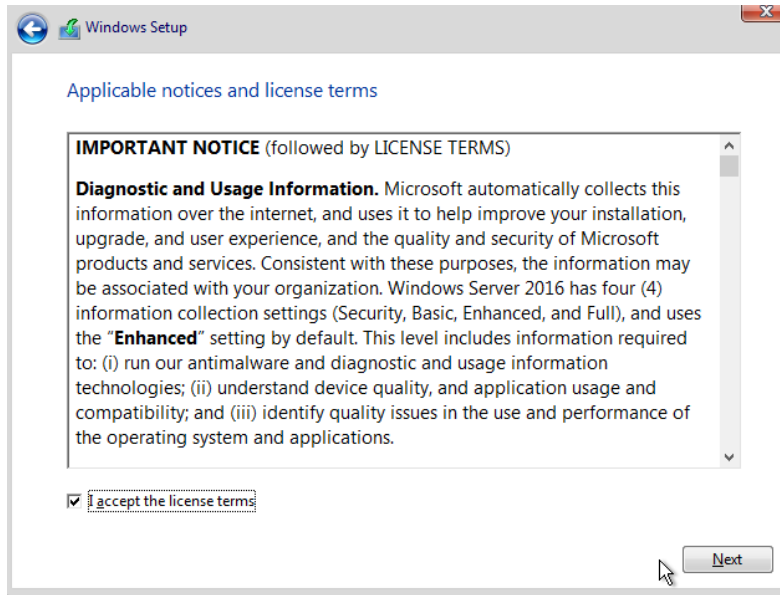 Windows Setup
Applicable notices and license terms
IMPORTANT NOTICE (followed by LICENSE TERMS)
Diagnostic and Usage Information. Microsoft automatically collects this
information over the internet, and uses it to help improve your installation,
upgrade, and user experience, and the quality and security of Microsoft
products and services. Consistent with these purposes, the information may
be associated with your organization. Windows Server 2016 has four (4)
information collection settings (Security, Basic, Enhanced, and Full), and uses
the “Enhanced” setting by default. This level includes information required
to: (i) run our antimalware and diagnostic and usage information
technologies; (ii) understand device quality, and application usage and
compatibility; and (iii) identify quality issues in the use and performance of
the operating system and applications.
I accept the license terms
Next